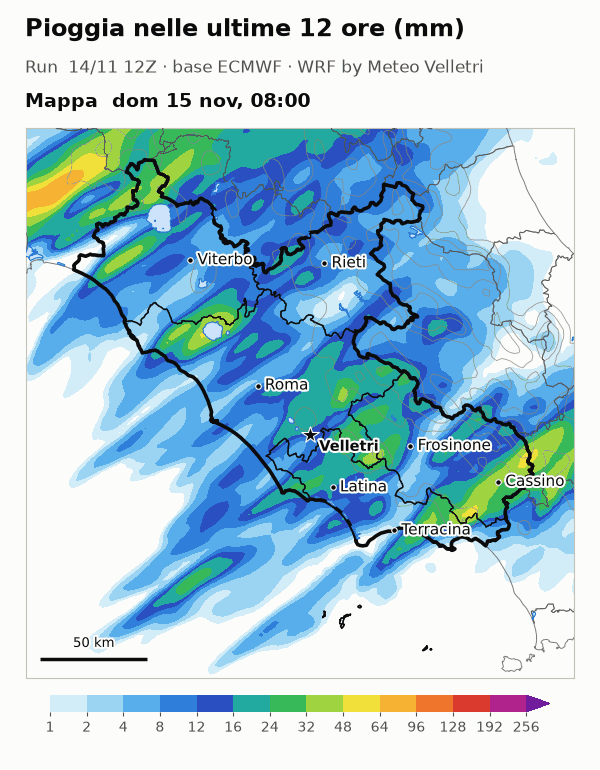 Pioggia nelle ultime 12 ore (mm)
Run  14/11 12Z · base ECMWF · WRF by Meteo Velletri
Mappa  dom 15 nov, 08:00
Viterbo
Rieti
Roma
Velletri
Frosinone
Cassino
Latina
Terracina
50 km
1 2 4 8 12 16 24 32 48 64 96 128 192 256